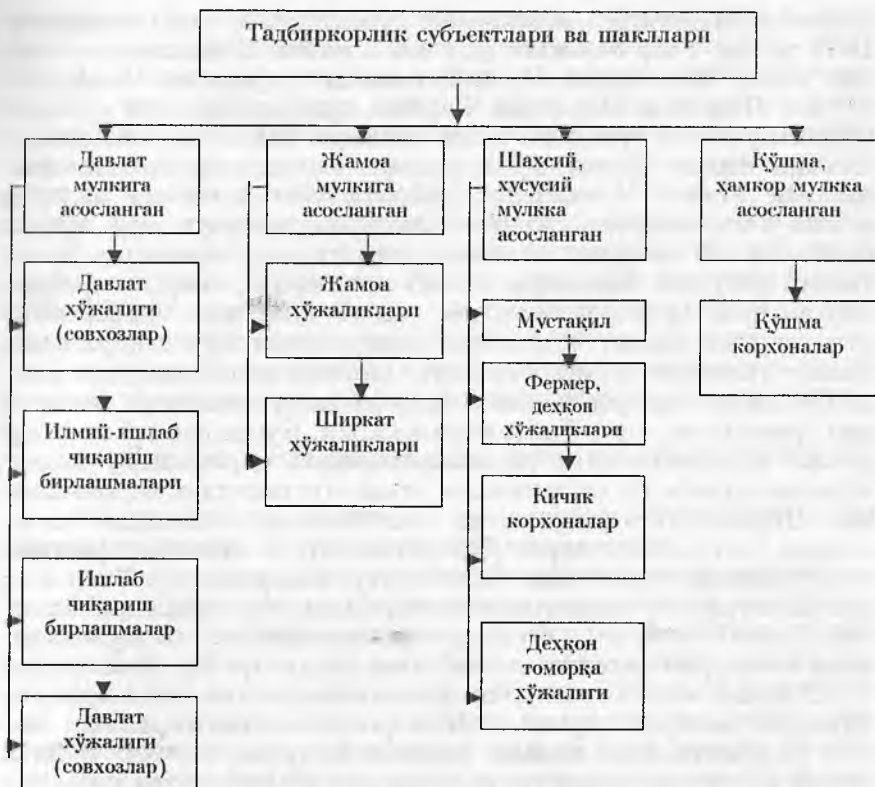 Тадбиркорлик субъектлари ва шакллари
Давлат
мулкига
асосланган
Жамоа
мулкига
асосланган
Шахсий,
хусусий
мулкка
асосланган
Қўшма,
ҳамкор мулкка
асосланган
Давлат
хўжалиги
(совхозлар)
Жамоа
хўжаликлари
Мустақил
Қўшма
корхоналар
Фермер,
деҳқон
хўжаликлари
Илмий-ишлаб
чиқариш
бирлашмалари
Ширкат
хўжаликлари
Кичик
корхоналар
Ишлаб
чиқариш
бирлашмалар
Деҳқон
томорқа
хўжалиги
Давлат
хўжалиги
(совхозлар)